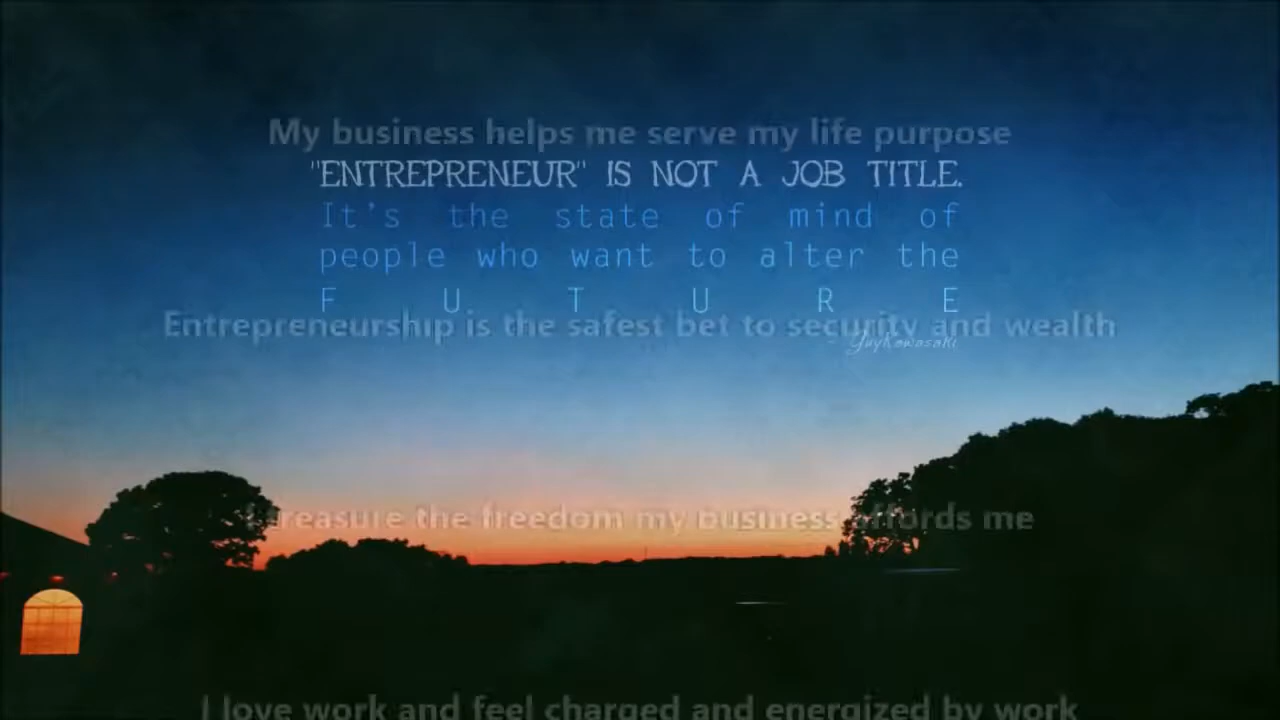 My business helps me serve my life purpose
"ENTREPRENEUR" IS NOT A JOB TITLE.
It's the state of mind of
people who want to alter the
F U T U R E
Entrepreneurship is the safest bet to security and wealth
GuyKawasaki
I treasure the freedom my business affords me
I love work and feel charged and energized by work